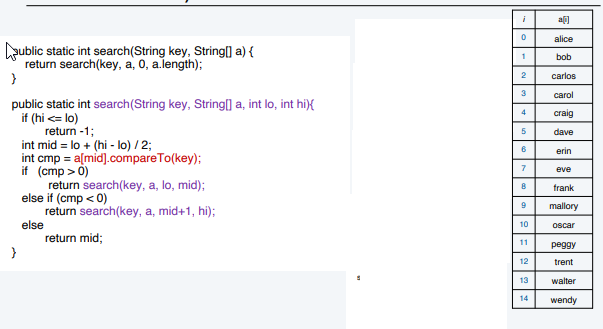 public static int search(String key, String[] a) {
return search(key, a, 0, a.length);
}
public static int search(String key, String[] a, int lo, int hi){
if (hi <= lo)
return -1;
int mid = lo + (hi - lo) / 2;
int cmp = a[mid].compareTo(key);
if (cmp > 0)
return search(key, a, lo, mid);
else if (cmp < 0)
return search(key, a, mid+1, hi);
else
return mid;
}
i a[i]
0 alice
1 bob
2 carlos
3 carol
4 craig
5 dave
6 erin
7 eve
8 frank
9 mallory
10 oscar
11 peggy
12 trent
13 walter
14 wendy